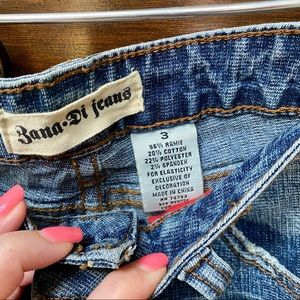 Zana-Di jeans
3
56% RAMIE
20% COTTON
22% POLYESTER
2% SPANDEX
FOR ELASTICITY
EXCLUSIVE OF
DECORATION
MADE IN CHINA